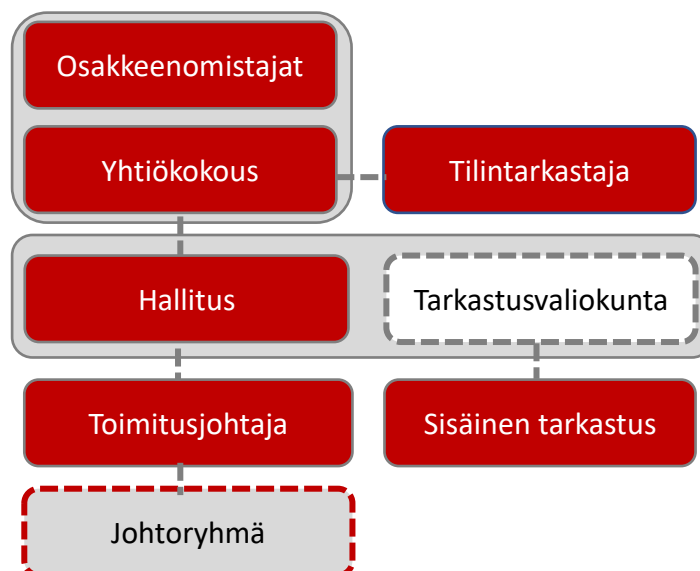 Osakkeenomistajat
Yhtiökokous
Tilintarkastaja
Hallitus
Tarkastusvaliokunta
Toimitusjohtaja
Sisäinen tarkastus
Johtoryhmä